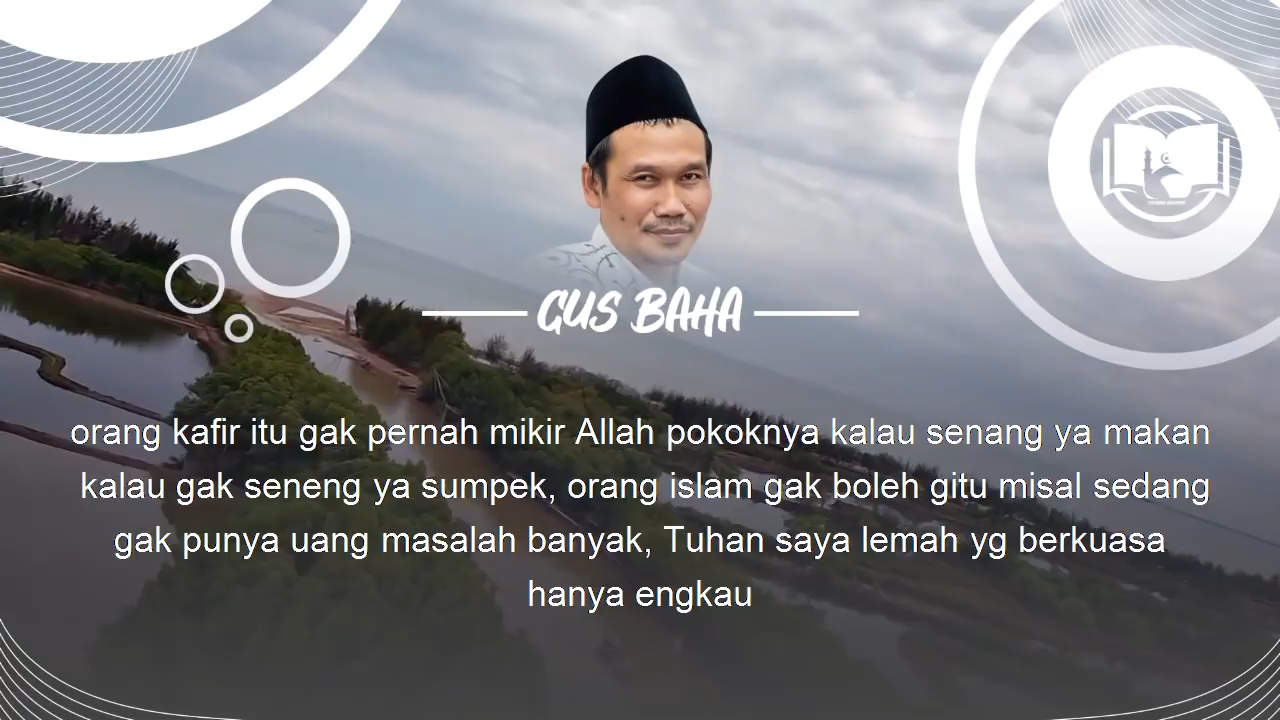 GUS BAHA
orang kafir itu gak pernah mikir Allah pokoknya kalau senang ya makan
kalau gak seneng ya sumpek, orang islam gak boleh gitu misal sedang
gak punya uang masalah banyak, Tuhan saya lemah yg berkuasa
hanya engkau